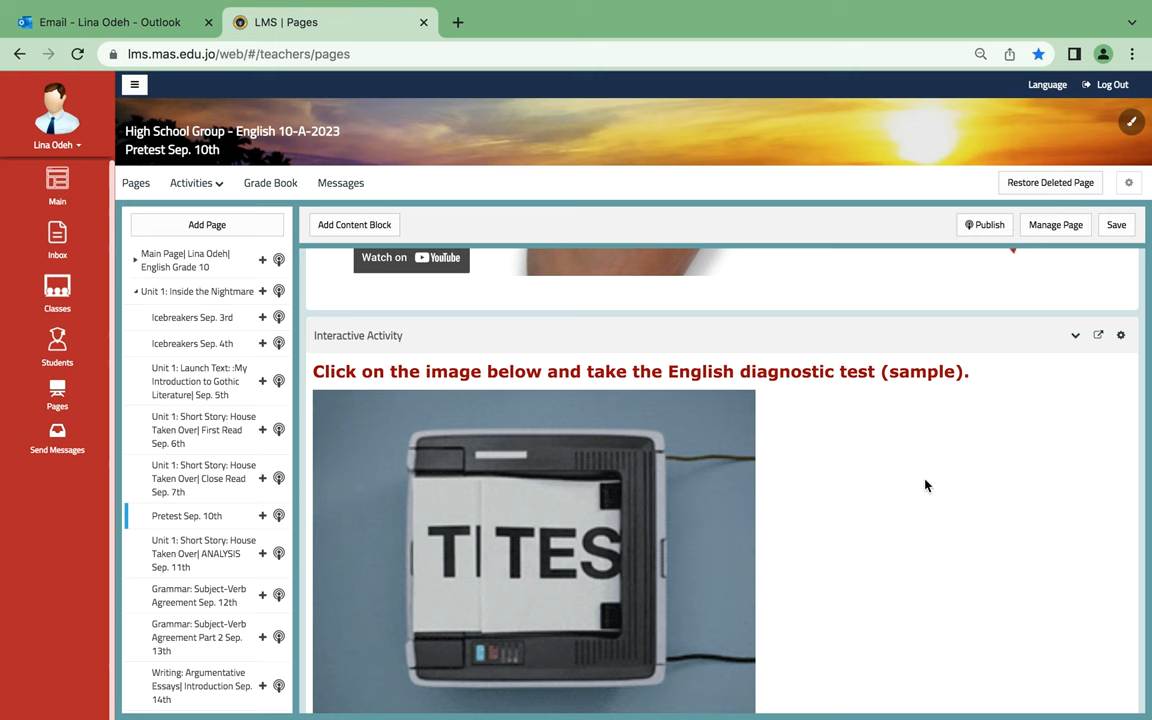 Email - Lina Odeh - Outlook
LMS | Pages
lms.mas.edu.jo/web/#/teachers/pages
Lina Odeh
Language
Log Out
High School Group - English 10-A-2023
Pretest Sep. 10th
Pages
Activities
Grade Book
Messages
Restore Deleted Page
Main
Inbox
Classes
Students
Pages
Send Messages
Add Page
Main Page| Lina Odeh|
English Grade 10
Unit 1: Inside the Nightmare
Icebreakers Sep. 3rd
Icebreakers Sep. 4th
Unit 1: Launch Text: :My
Introduction to Gothic
Literature| Sep. 5th
Unit 1: Short Story: House
Taken Over| First Read
Sep. 6th
Unit 1: Short Story: House
Taken Over| Close Read
Sep. 7th
Pretest Sep. 10th
Unit 1: Short Story: House
Taken Over| ANALYSIS
Sep. 11th
Grammar: Subject-Verb
Agreement Sep. 12th
Grammar: Subject-Verb
Agreement Part 2 Sep.
13th
Writing: Argumentative
Essays| Introduction Sep.
14th
Add Content Block
Publish
Manage Page
Save
Watch on YouTube
Interactive Activity
Click on the image below and take the English diagnostic test (sample).
T TES